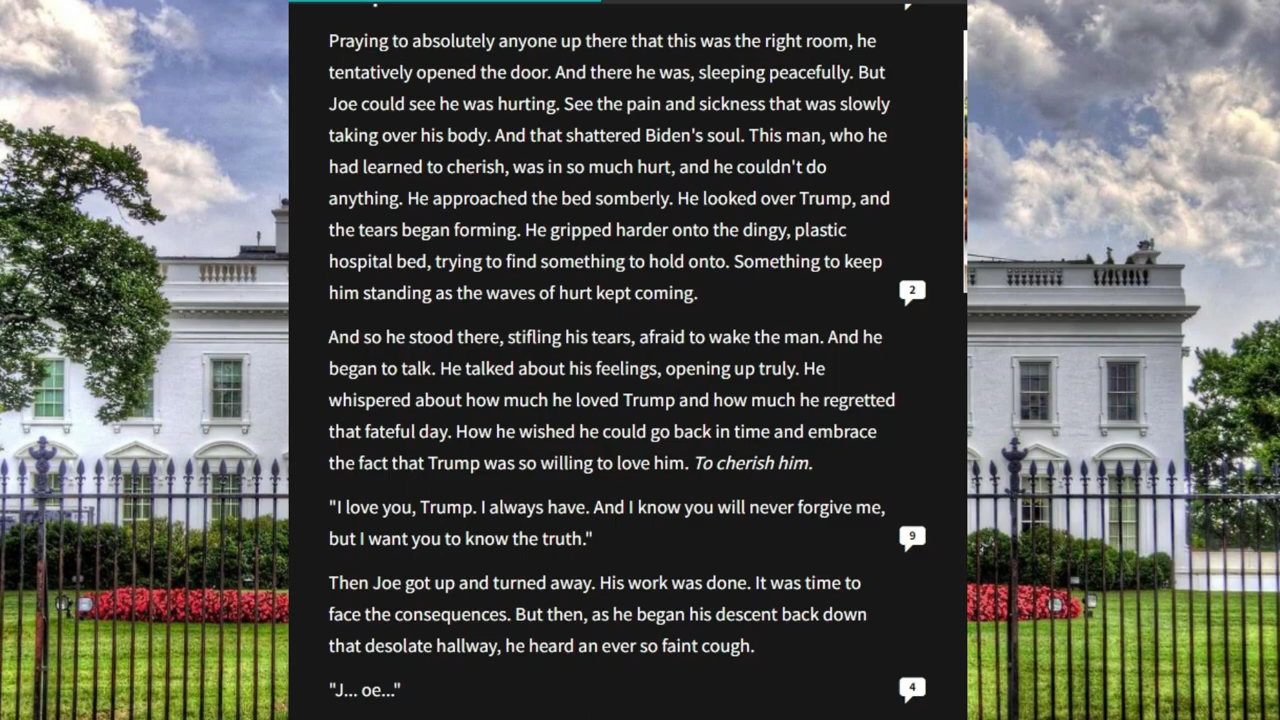 Praying to absolutely anyone up there that this was the right room, he
tentatively opened the door. And there he was, sleeping peacefully. But
Joe could see he was hurting. See the pain and sickness that was slowly
taking over his body. And that shattered Biden's soul. This man, who he
had learned to cherish, was in so much hurt, and he couldn't do
anything. He approached the bed somberly. He looked over Trump, and
the tears began forming. He gripped harder onto the dingy, plastic
hospital bed, trying to find something to hold onto. Something to keep
him standing as the waves of hurt kept coming.
2
And so he stood there, stifling his tears, afraid to wake the man. And he
began to talk. He talked about his feelings, opening up truly. He
whispered about how much he loved Trump and how much he regretted
that fateful day. How he wished he could go back in time and embrace
the fact that Trump was so willing to love him. To cherish him.
"I love you, Trump. I always have. And I know you will never forgive me,
but I want you to know the truth."
9
Then Joe got up and turned away. His work was done. It was time to
face the consequences. But then, as he began his descent back down
that desolate hallway, he heard an ever so faint cough.
"J... oe..."
4